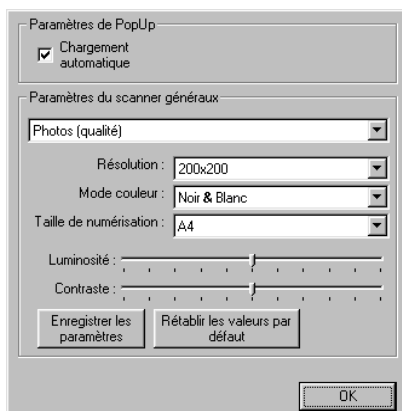 Paramètres de PopUp
Chargement
automatique
Paramètres du scanner généraux
Photos (qualité)
Résolution : 200x200
Mode couleur : Noir & Blanc
Taille de numérisation : A4
Luminosité :
Contraste :
Enregistrer les
paramètres
Rétablir les valeurs par
défaut
OK